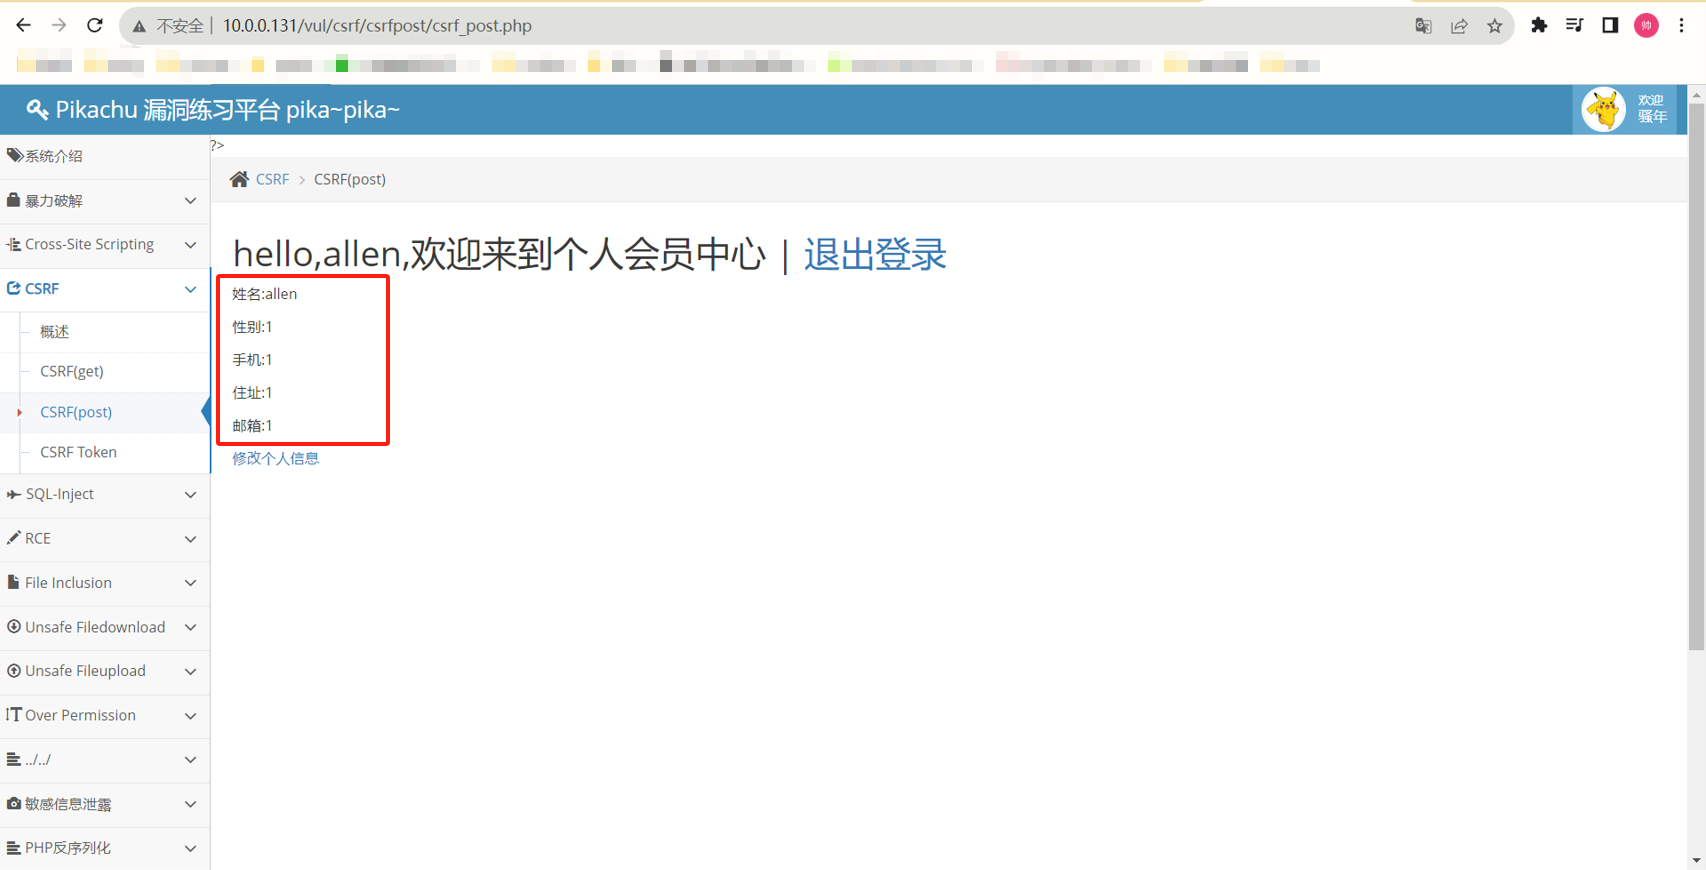 不安全 | 10.0.0.131/vul/csrf/csrfpost/csrf_post.php
帅
Pikachu 漏洞练习平台 pika~pika~
欢迎
骚年
?>
系统介绍
暴力破解
Cross-Site Scripting
CSRF
概述
CSRF(get)
CSRF(post)
CSRF Token
SQL-Inject
RCE
File Inclusion
Unsafe Filedownload
Unsafe Fileupload
Over Permission
../../
敏感信息泄露
PHP反序列化
CSRF > CSRF(post)
hello,allen,欢迎来到个人会员中心 | 退出登录
姓名:allen
性别:1
手机:1
住址:1
邮箱:1
修改个人信息